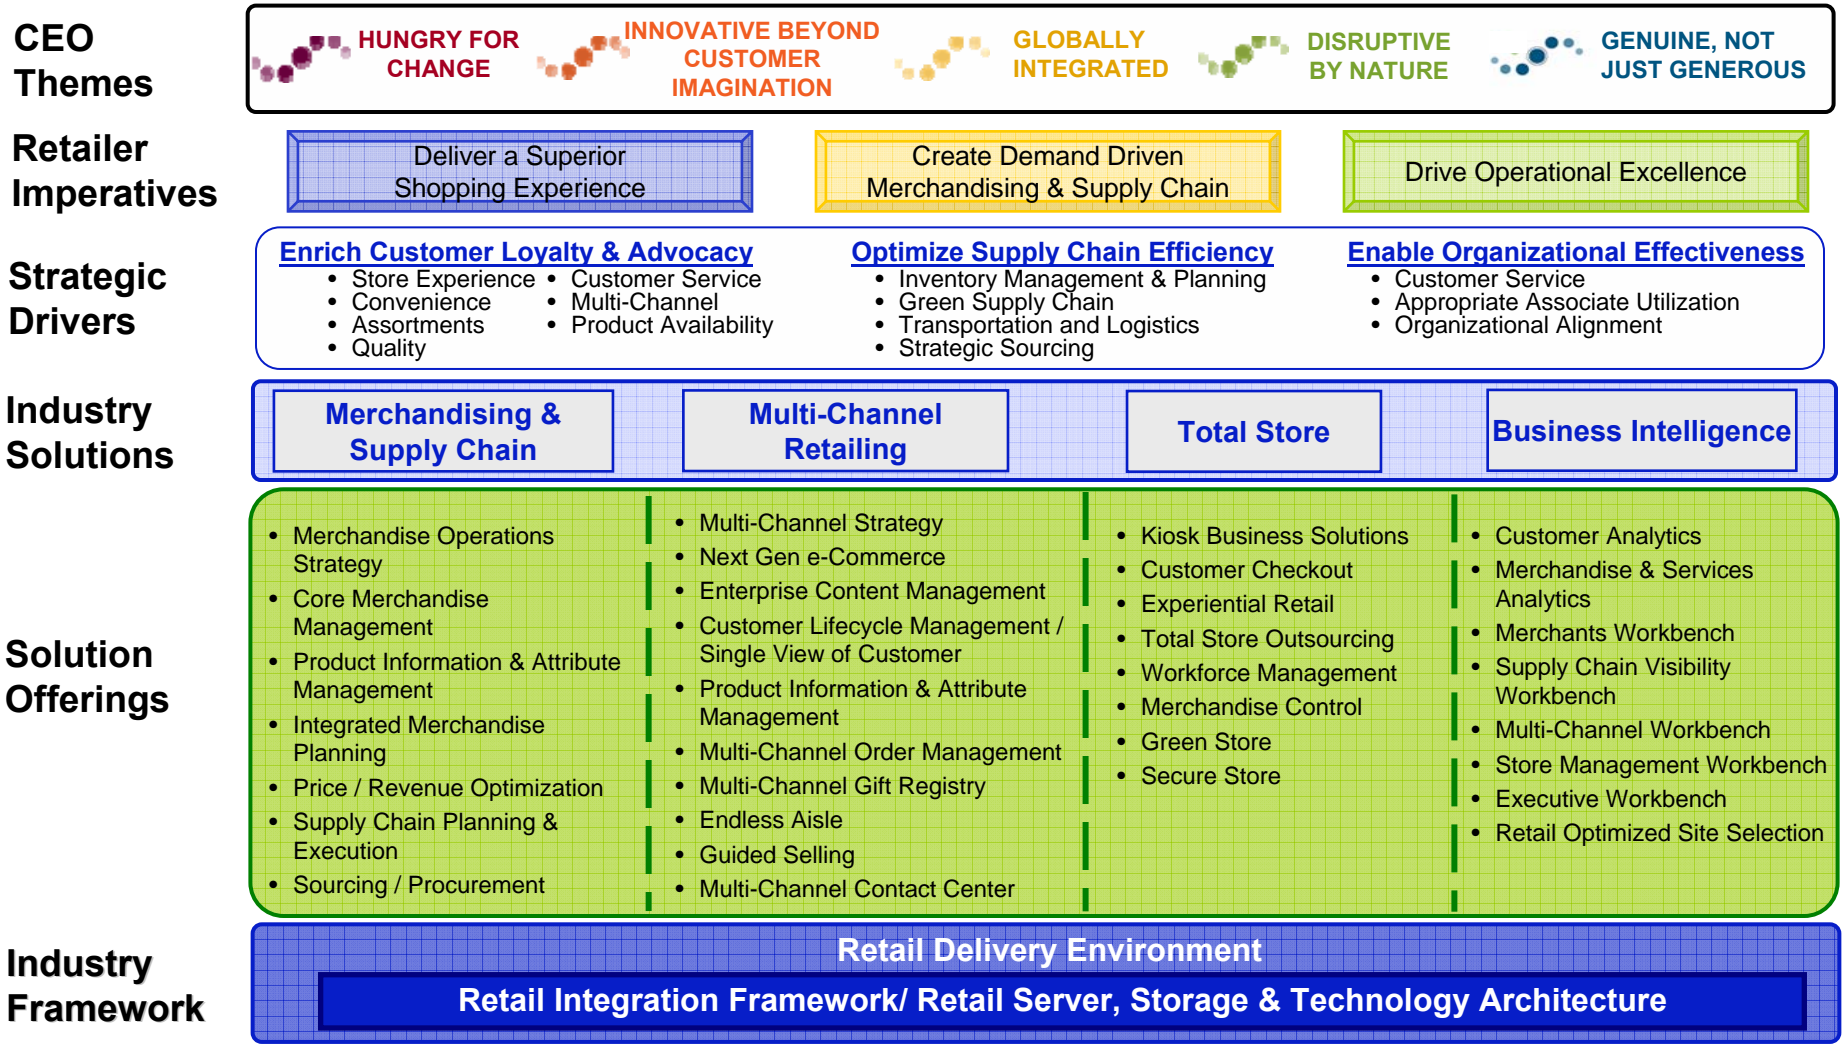 CEO
Themes
HUNGRY FOR
CHANGE
INNOVATIVE BEYOND
CUSTOMER
IMAGINATION
GLOBALLY
INTEGRATED
DISRUPTIVE
BY NATURE
GENUINE, NOT
JUST GENEROUS
Retailer
Imperatives
Deliver a Superior
Shopping Experience
Create Demand Driven
Merchandising & Supply Chain
Drive Operational Excellence
Strategic
Drivers
Enrich Customer Loyalty & Advocacy
• Store Experience
• Convenience
• Assortments
• Quality
• Customer Service
• Multi-Channel
• Product Availability
Optimize Supply Chain Efficiency
• Inventory Management & Planning
• Green Supply Chain
• Transportation and Logistics
• Strategic Sourcing
Enable Organizational Effectiveness
• Customer Service
• Appropriate Associate Utilization
• Organizational Alignment
Industry
Solutions
Merchandising &
Supply Chain
Multi-Channel
Retailing
Total Store
Business Intelligence
Solution
Offerings
• Merchandise Operations
Strategy
• Core Merchandise
Management
• Product Information & Attribute
Management
• Integrated Merchandise
Planning
• Price / Revenue Optimization
• Supply Chain Planning &
Execution
• Sourcing / Procurement
• Multi-Channel Strategy
• Next Gen e-Commerce
• Enterprise Content Management
• Customer Lifecycle Management /
Single View of Customer
• Product Information & Attribute
Management
• Multi-Channel Order Management
• Multi-Channel Gift Registry
• Endless Aisle
• Guided Selling
• Multi-Channel Contact Center
• Kiosk Business Solutions
• Customer Checkout
• Experiential Retail
• Total Store Outsourcing
• Workforce Management
• Merchandise Control
• Green Store
• Secure Store
• Customer Analytics
• Merchandise & Services
Analytics
• Merchants Workbench
• Supply Chain Visibility
Workbench
• Multi-Channel Workbench
• Store Management Workbench
• Executive Workbench
• Retail Optimized Site Selection
Industry
Framework
Retail Delivery Environment
Retail Integration Framework/ Retail Server, Storage & Technology Architecture